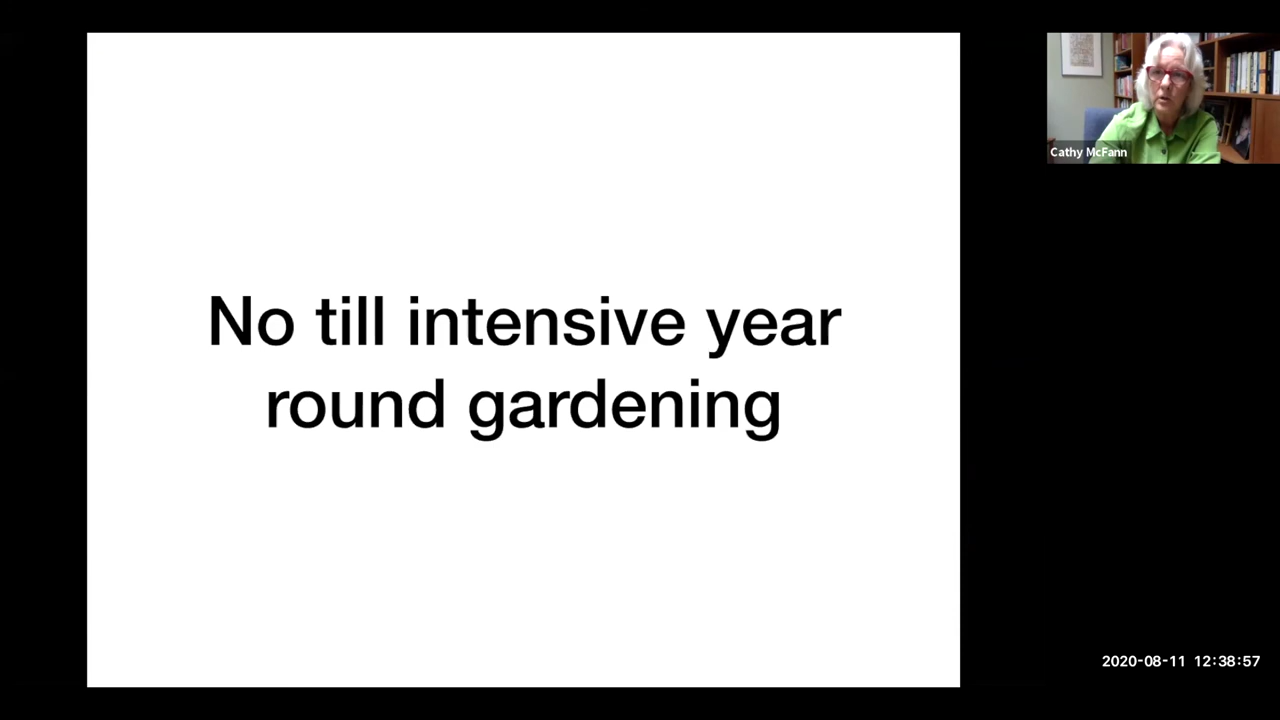 No till intensive year
round gardening
Cathy McFann
2020-08-11 12:38:57